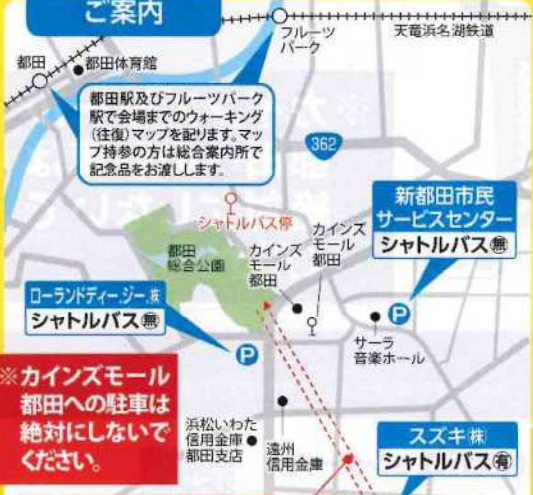 ご案内
フルーツ
パーク
天竜浜名湖鉄道
都田
都田体育館
都田駅及びフルーツパーク
駅で会場までのウォーキング
(往復)マップを配ります。マッ
プ持参の方は総合案内所で
記念品をお渡しします。
362
新都田市民
サービスセンター
シャトルバス無
シャトルバス停
カインズ
モール
都田
カインズ
モール
都田
都田
総合公園
ローランドディー.ジー.㈱
シャトルバス無
P
P
サーラ
音楽ホール
※カインズモール
都田への駐車は
絶対にしないで
ください。
浜松いわた
信用金庫
都田支店
遠州
信用金庫
スズキ㈱
シャトルバス有